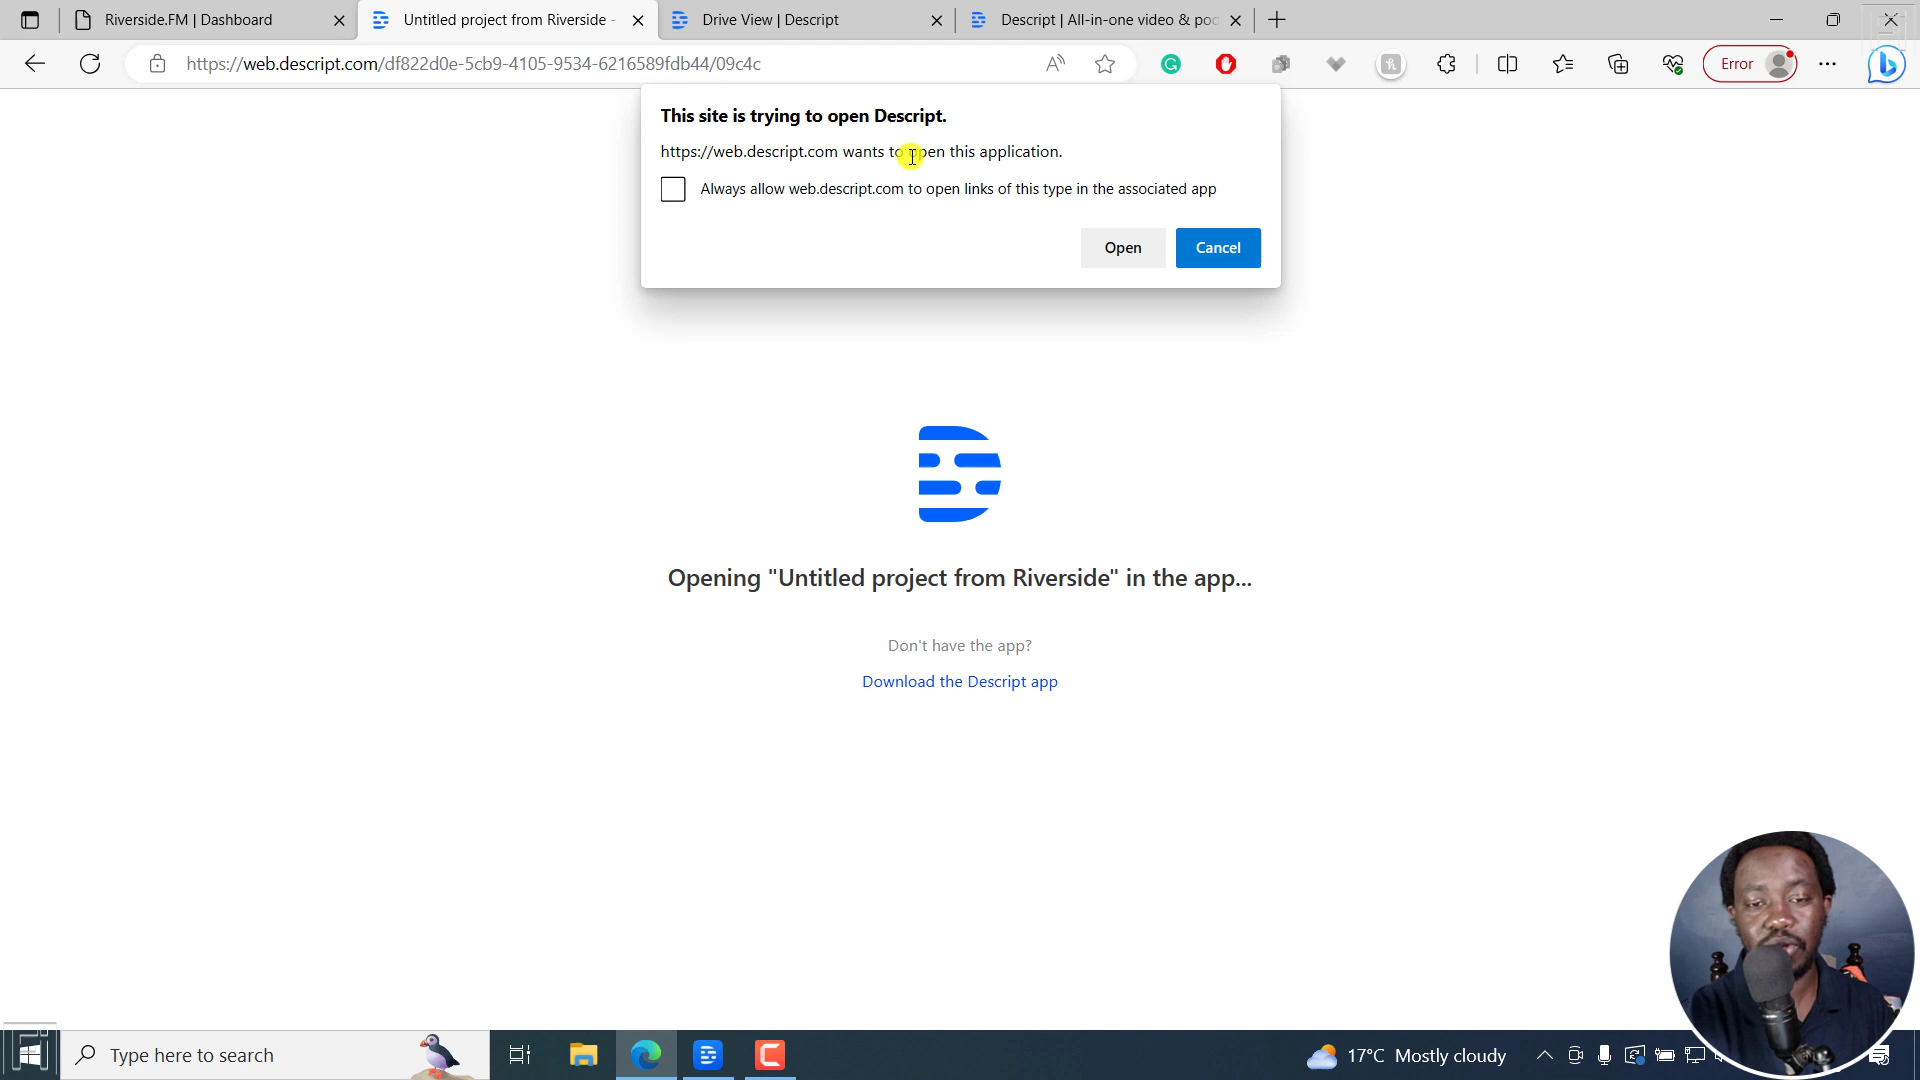 Riverside.FM | Dashboard
Untitled project from Riverside -
Drive View | Descript
Descript | All-in-one video & pod
https://web.descript.com/df822d0e-5cb9-4105-9534-6216589fdb44/09c4c
Error
This site is trying to open Descript.
https://web.descript.com wants to open this application.
Always allow web.descript.com to open links of this type in the associated app
Open
Cancel
Opening "Untitled project from Riverside" in the app...
Don't have the app?
Download the Descript app
Type here to search
17°C Mostly cloudy